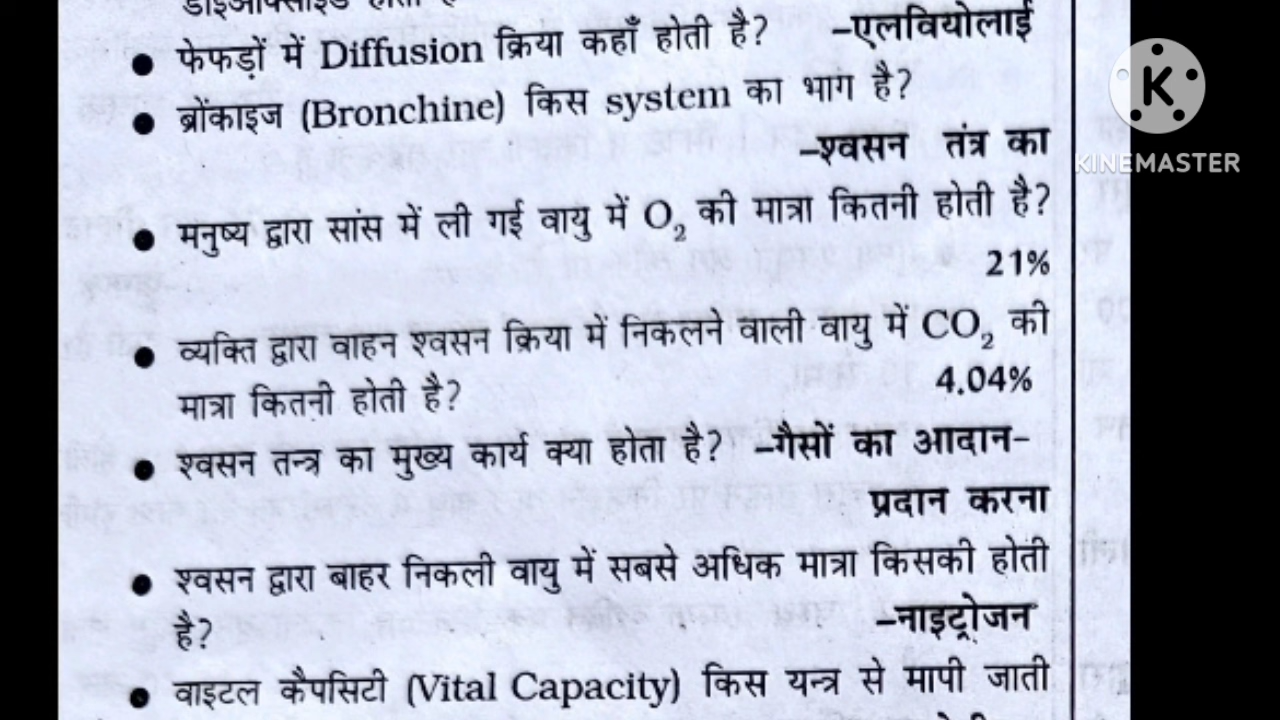 डाइऑक्साइड होती है
फेफड़ों में Diffusion क्रिया कहाँ होती है? –एलवियोलाई
ब्रोंकाइज (Bronchine) किस system का भाग है?
–श्वसन तंत्र का
मनुष्य द्वारा सांस में ली गई वायु में O₂ की मात्रा कितनी होती है?
21%
व्यक्ति द्वारा वाहन श्वसन क्रिया में निकलने वाली वायु में CO₂ की
मात्रा कितनी होती है? 4.04%
श्वसन तन्त्र का मुख्य कार्य क्या होता है? –गैसों का आदान-
प्रदान करना
श्वसन द्वारा बाहर निकली वायु में सबसे अधिक मात्रा किसकी होती
है? –नाइट्रोजन
वाइटल कैपसिटी (Vital Capacity) किस यन्त्र से मापी जाती
K
KINEMASTER